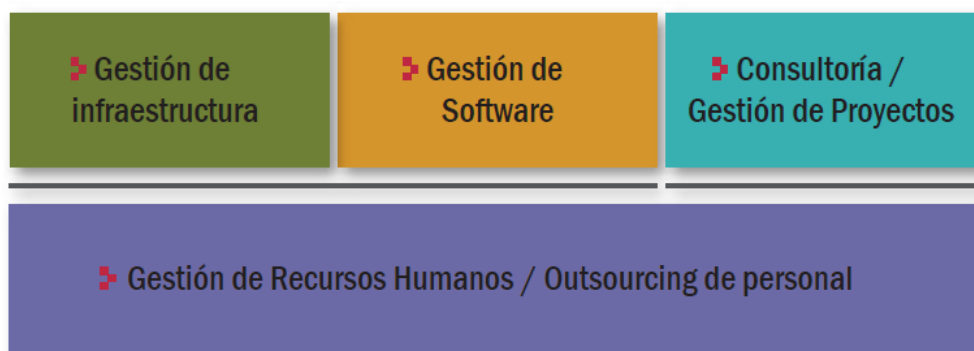 Gestión de
infraestructura
Gestión de
Software
Consultoría /
Gestión de Proyectos
Gestión de Recursos Humanos / Outsourcing de personal